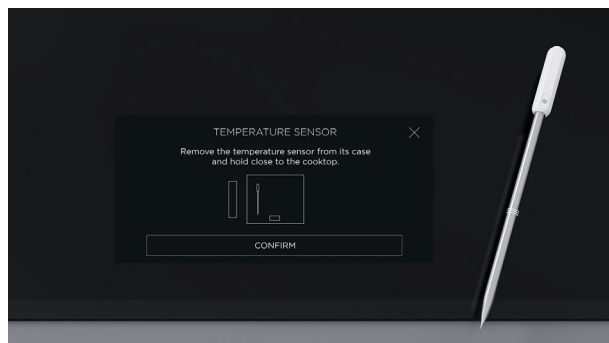 TEMPERATURE SENSOR
Remove the temperature sensor from its case
and hold close to the cooktop.
CONFIRM